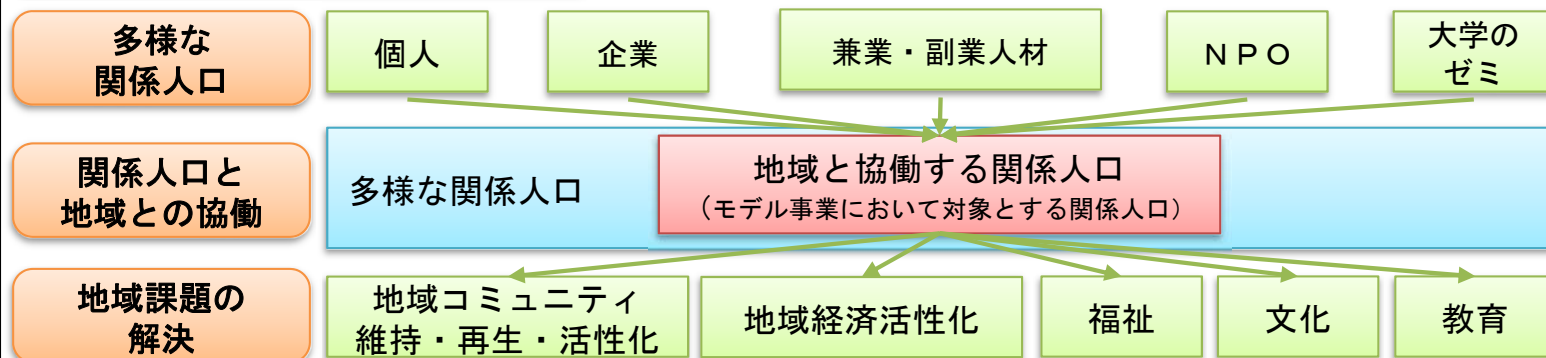 多様な
関係人口
個人
企業
兼業・副業人材
ＮＰＯ
大学の
ゼミ
関係人口と
地域との協働
多様な関係人口
地域と協働する関係人口
（モデル事業において対象とする関係人口）
地域課題の
解決
地域コミュニティ
維持・再生・活性化
地域経済活性化
福祉
文化
教育